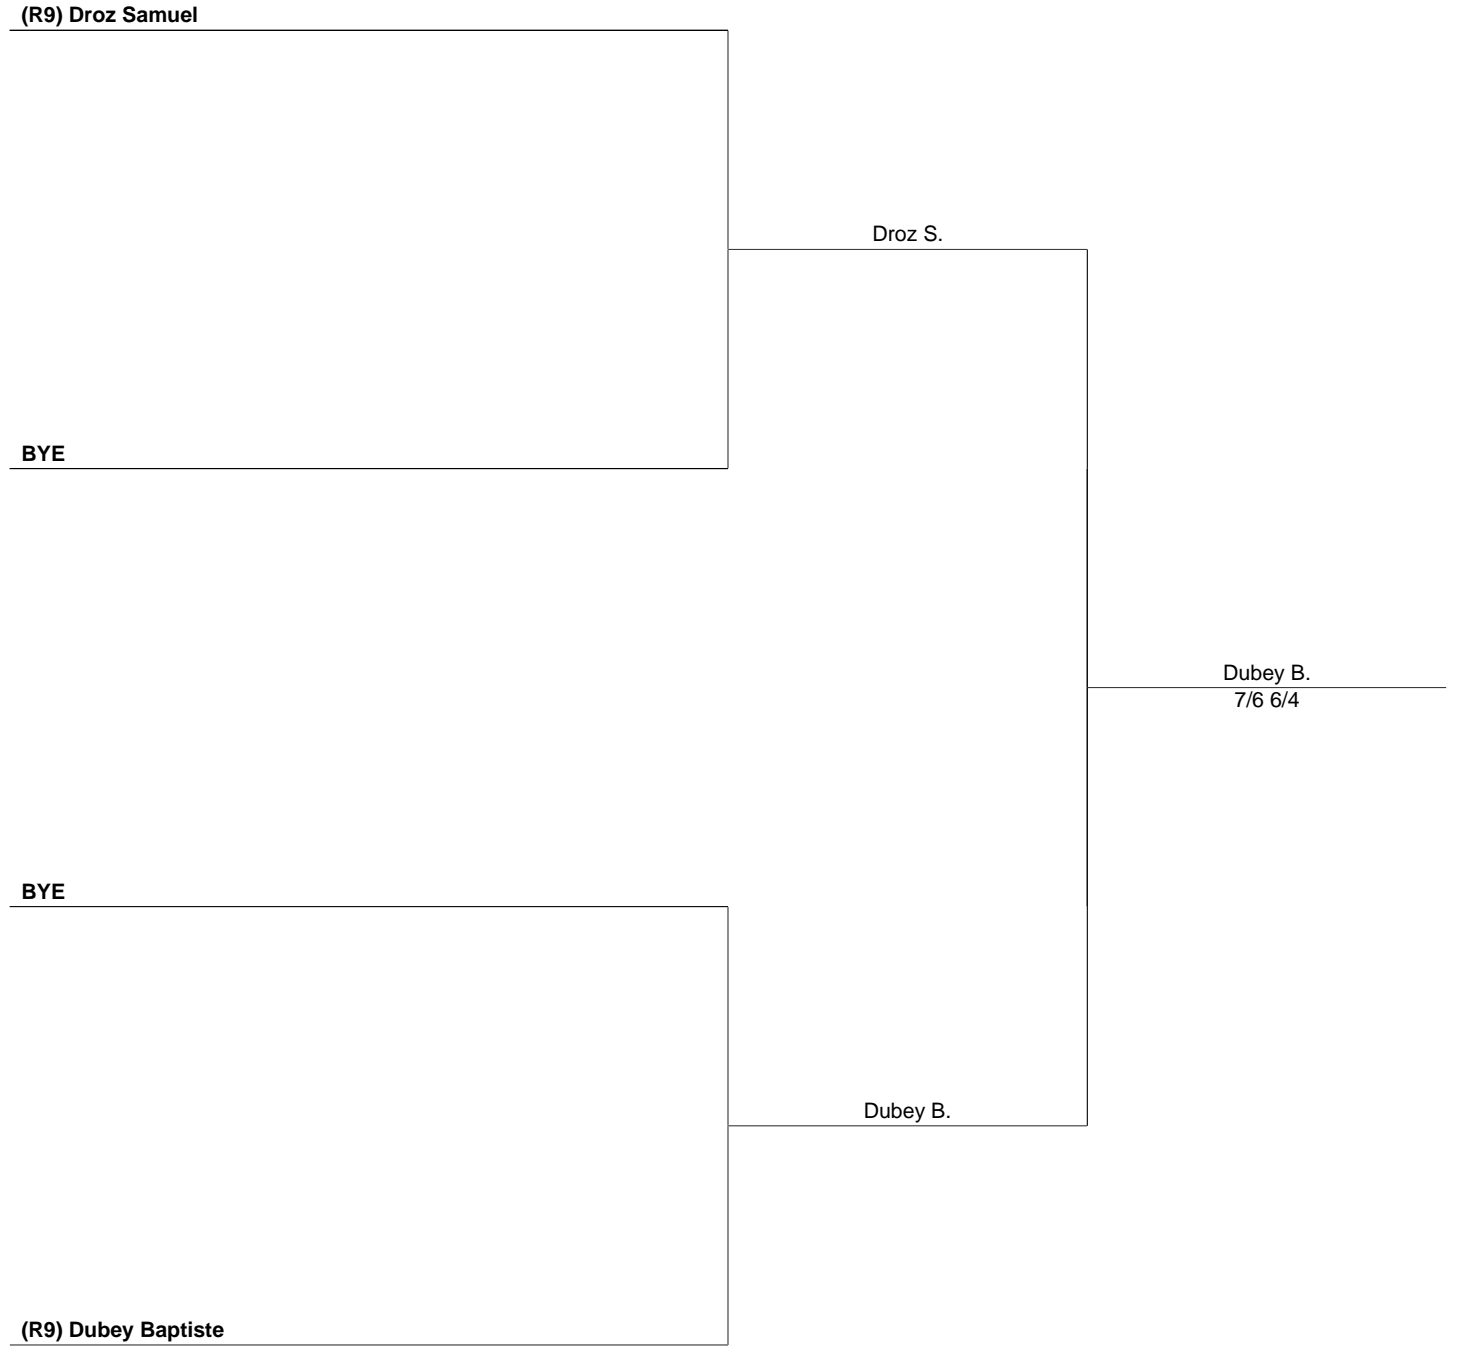 (R9) Droz Samuel
Droz S.
BYE
Dubey B.
7/6 6/4
BYE
Dubey B.
(R9) Dubey Baptiste